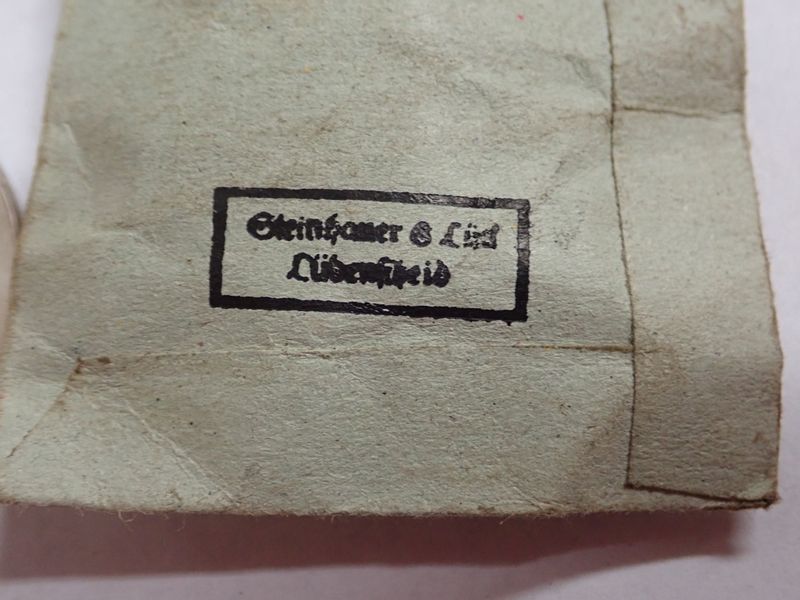 Steinhauer & Lück
Lüdenscheid